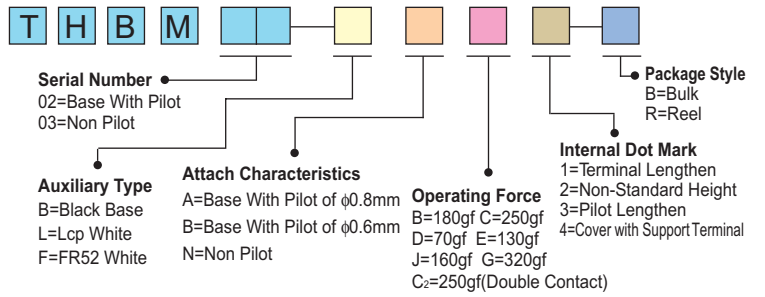 T H B M
Serial Number
02=Base With Pilot
03=Non Pilot
Auxiliary Type
B=Black Base
L=Lcp White
F=FR52 White
Attach Characteristics
A=Base With Pilot of ϕ0.8mm
B=Base With Pilot of ϕ0.6mm
N=Non Pilot
Operating Force
B=180gf C=250gf
D=70gf E=130gf
J=160gf G=320gf
C₂=250gf(Double Contact)
Internal Dot Mark
1=Terminal Lengthen
2=Non-Standard Height
3=Pilot Lengthen
4=Cover with Support Terminal
Package Style
B=Bulk
R=Reel